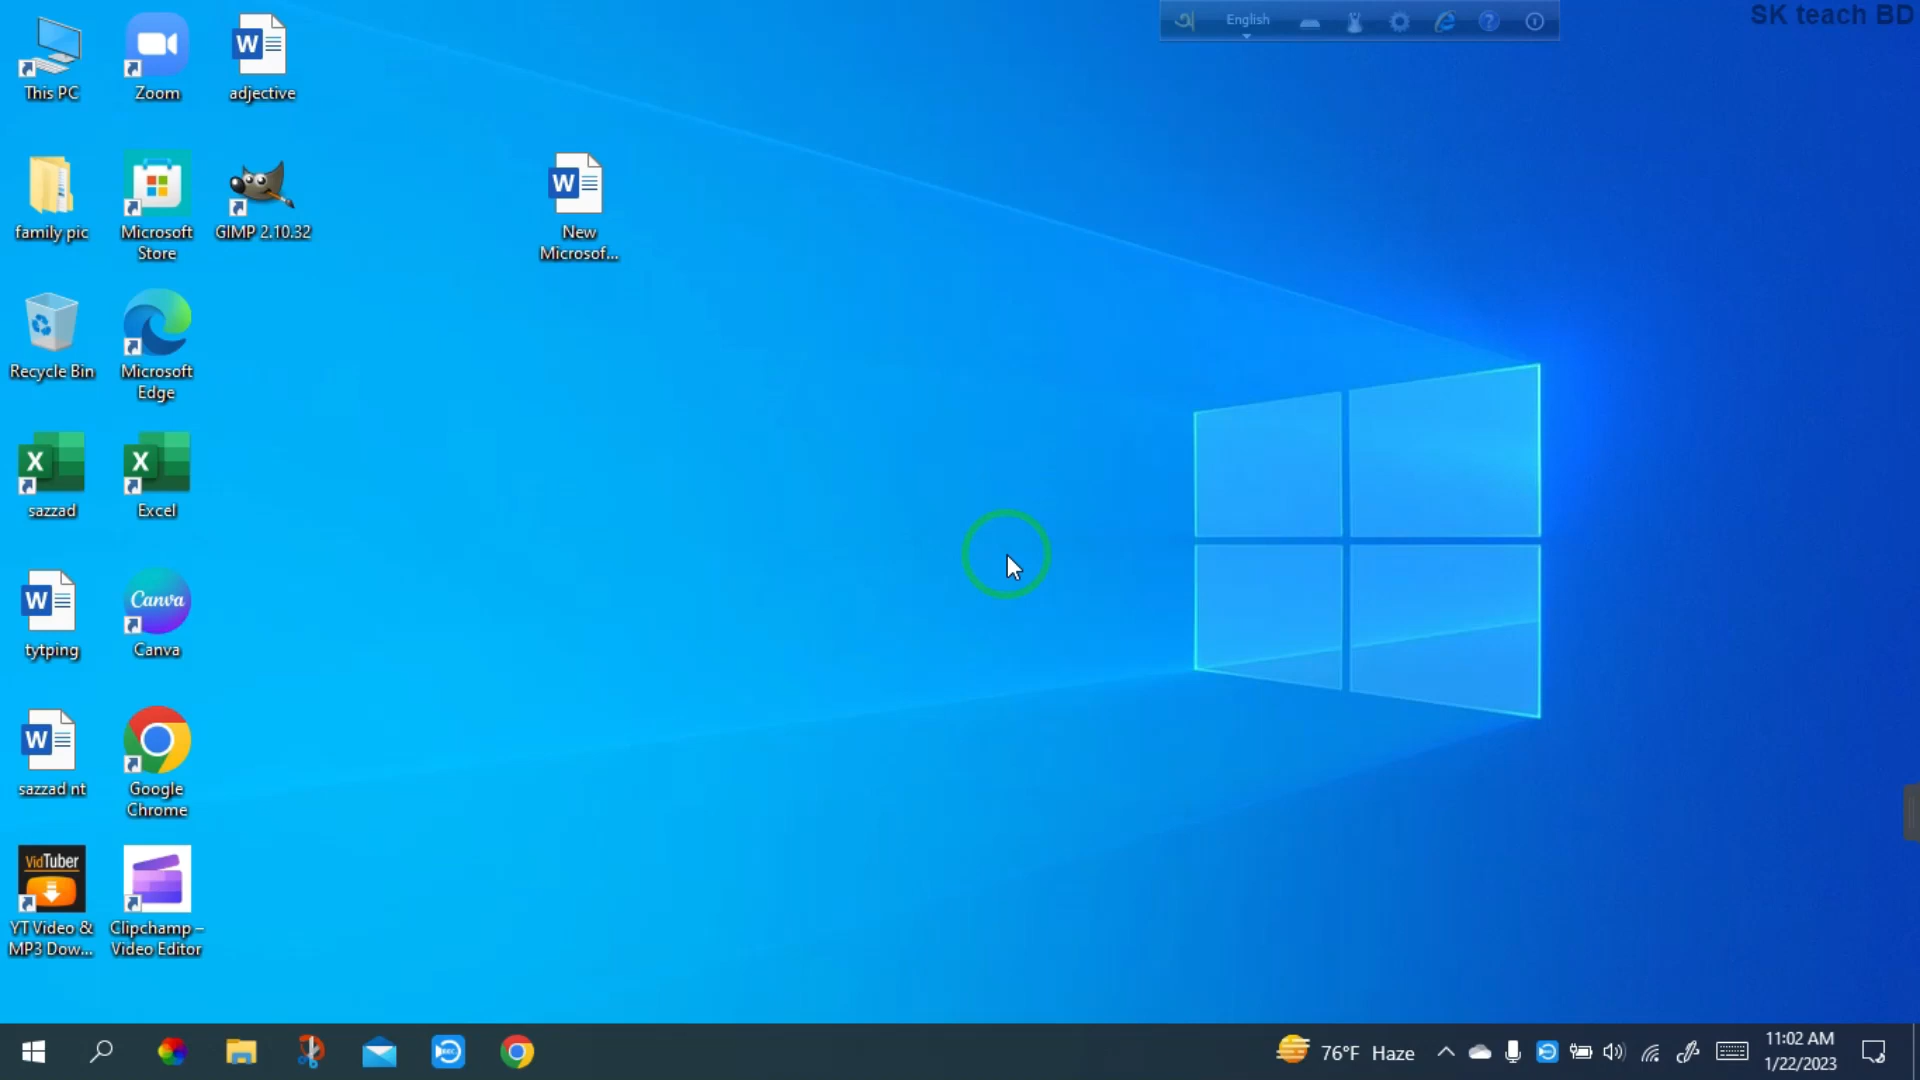 English
SK teach BD
This PC
Zoom
W
adjective
family pic
Microsoft
Store
GIMP 2.10.32
W
New
Microsof...
Recycle Bin
Microsoft
Edge
X
sazzad
X
Excel
W
tytping
Canva
Canva
W
sazzad nt
Google
Chrome
VidTuber
YT Video &
MP3 Dow...
Clipchamp –
Video Editor
REC
76°F Haze
11:02 AM
1/22/2023